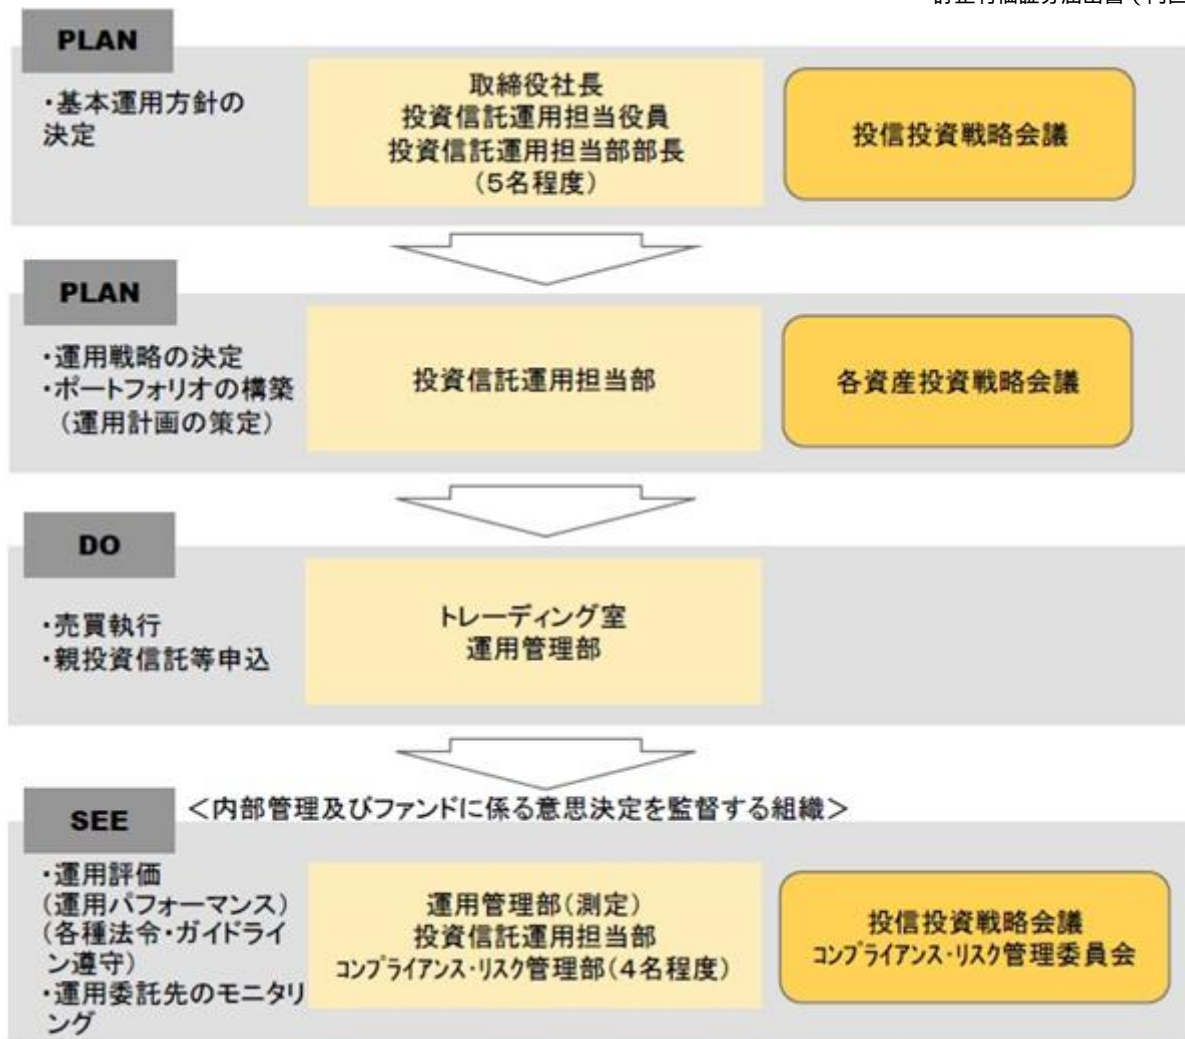 PLAN
・基本運用方針の
決定
取締役社長
投資信託運用担当役員
投資信託運用担当部部長
(5名程度)
投信投資戦略会議
PLAN
・運用戦略の決定
・ポートフォリオの構築
(運用計画の策定)
投資信託運用担当部
各資産投資戦略会議
DO
・売買執行
・親投資信託等申込
トレーディング室
運用管理部
SEE
<内部管理及びファンドに係る意思決定を監督する組織>
・運用評価
(運用パフォーマンス)
(各種法令・ガイドライ
ン遵守)
・運用委託先のモニタリ
ング
運用管理部(測定)
投資信託運用担当部
コンプライアンス・リスク管理部(4名程度)
投信投資戦略会議
コンプライアンス・リスク管理委員会